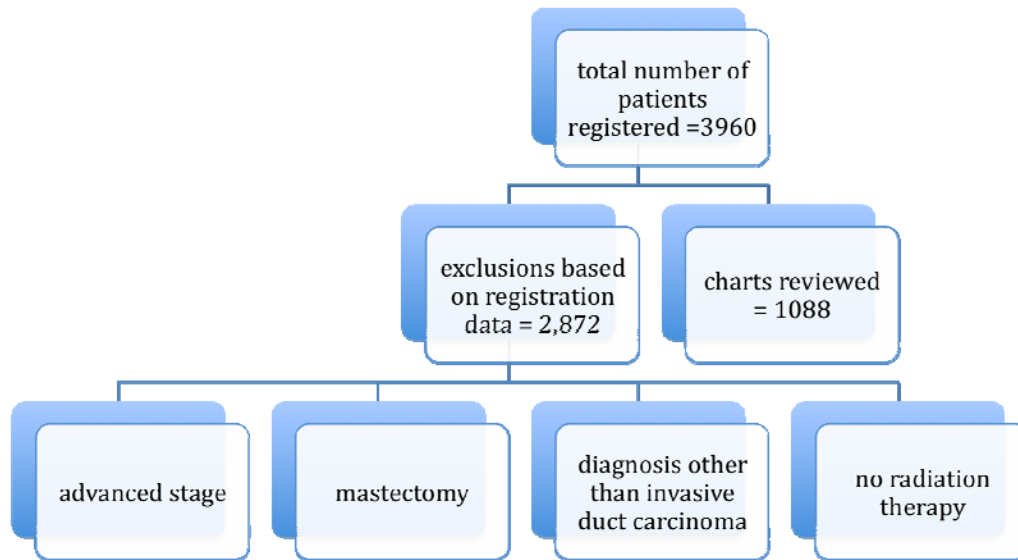 total number of
patients
registered =3960
exclusions based
on registration
data = 2,872
charts reviewed
= 1088
advanced stage
mastectomy
diagnosis other
than invasive
duct carcinoma
no radiation
therapy